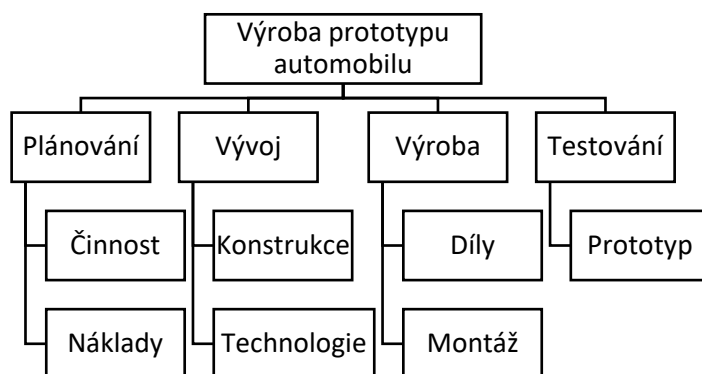 Výroba prototypu
automobilu
Plánování
Vývoj
Výroba
Testování
Činnost
Konstrukce
Díly
Prototyp
Náklady
Technologie
Montáž